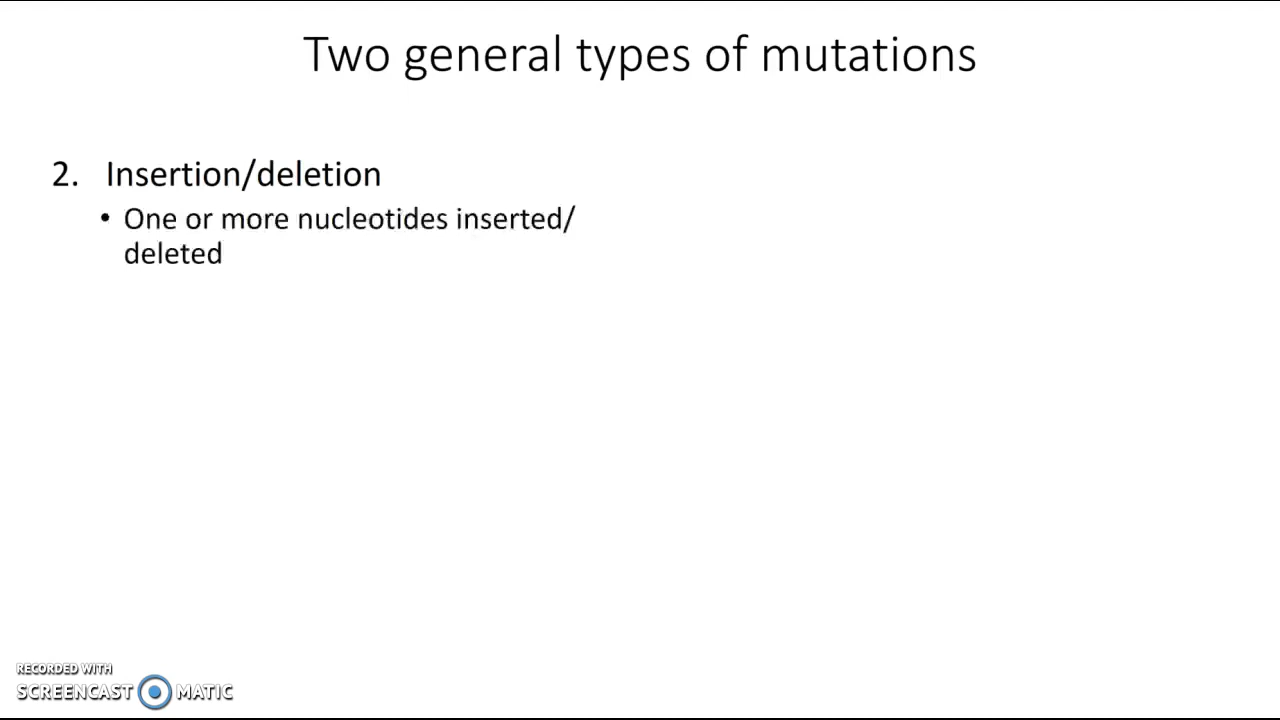 Two general types of mutations
2. Insertion/deletion
• One or more nucleotides inserted/
deleted
RECORDED WITH
SCREENCAST MATIC